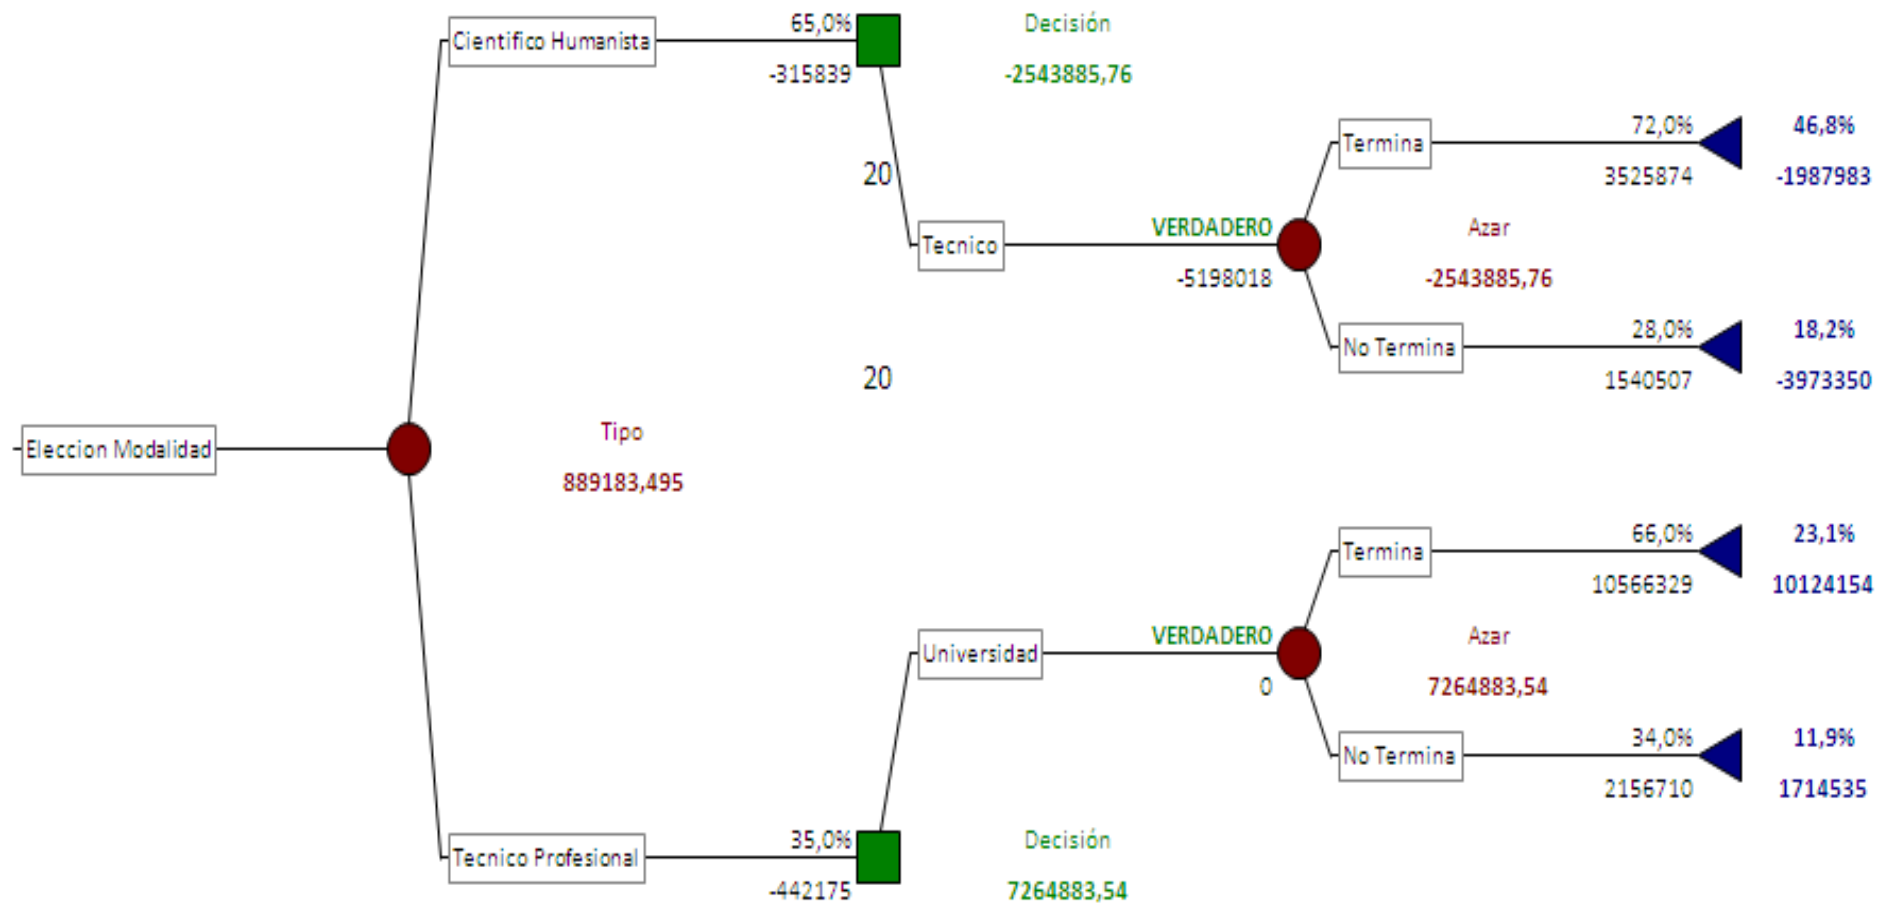 65,0%
Decisión
Cientifico Humanista
-315839
-2543885,76
72,0%
46,8%
Termina
3525874
-1987983
20
VERDADERO
Azar
Tecnico
-5198018
-2543885,76
28,0%
18,2%
No Termina
1540507
-3973350
20
Tipo
Eleccion Modalidad
889183,495
66,0%
23,1%
Termina
10566329
10124154
VERDADERO
Azar
Universidad
0
7264883,54
34,0%
11,9%
No Termina
2156710
1714535
35,0%
Decisión
Tecnico Profesional
-442175
7264883,54